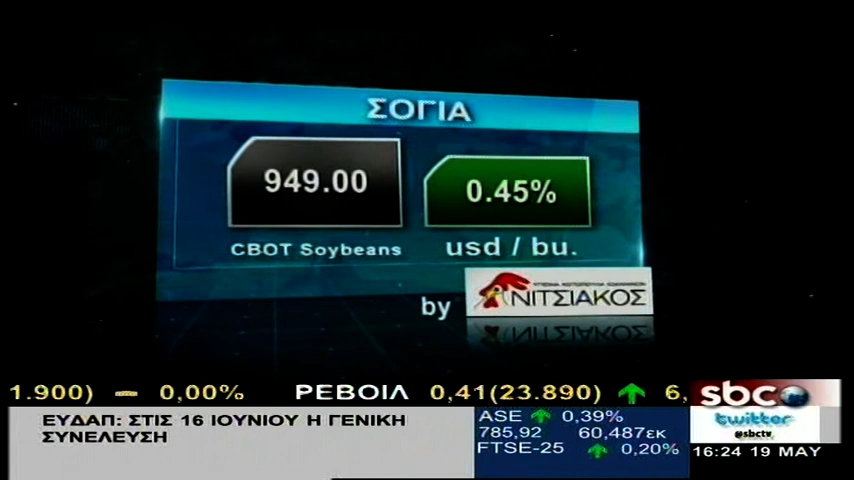 ΣΟΓΙΑ
949.00
0.45%
CBOT Soybeans
usd / bu.
by
ΝΙΤΣΙΑΚΟΣ
1.900) 0,00% ΡΕΒΟΙΛ 0,41(23.890) 6,
sbc
ΕΥΔΑΠ: ΣΤΙΣ 16 ΙΟΥΝΙΟΥ Η ΓΕΝΙΚΗ
ΣΥΝΕΛΕΥΣΗ
ASE 0,39%
785,92 60,487εκ
FTSE-25 0,20%
twitter
@sbctv
16:24 19 MAY